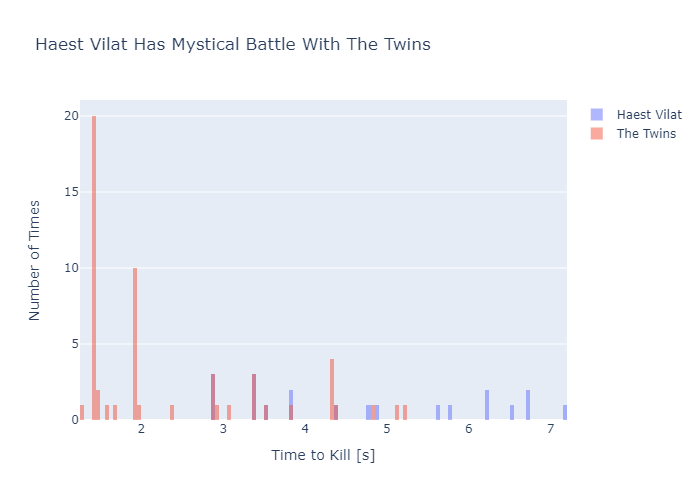 Haest Vilat Has Mystical Battle With The Twins
Haest Vilat
The Twins
20
15
10
5
0
Number of Times
2
3
4
5
6
7
Time to Kill [s]